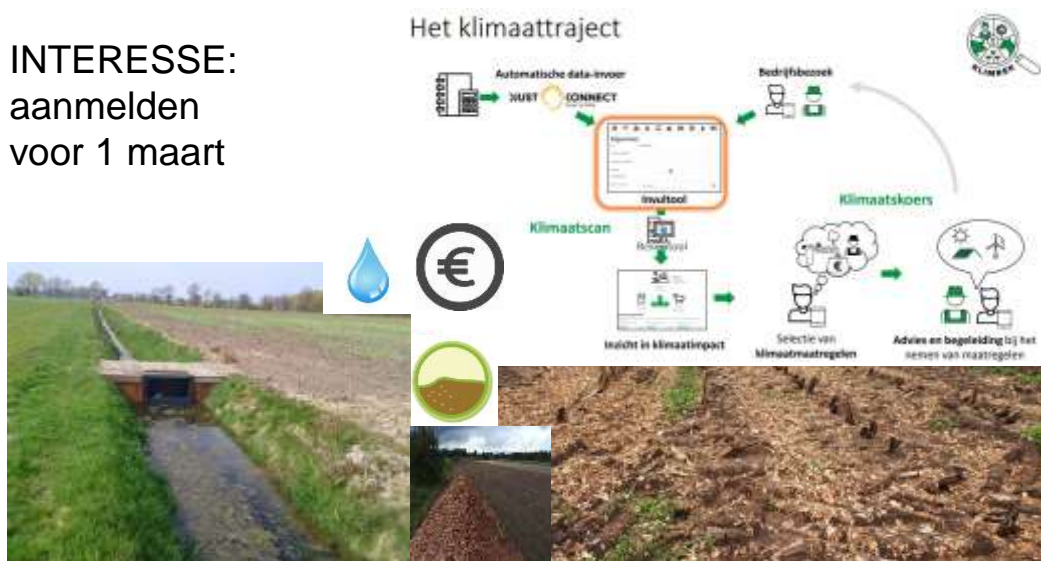 INTERESSE:
aanmelden
voor 1 maart
Het klimaattraject
KLIMREK
Automatische data-invoer
CONNECT
Bedrijfsbezoek
Invultool
Klimaatscan
Klimaatskoers
Inzicht in klimaatimpact
Selectie van
klimaatmaatregelen
Advies en begeleiding bij het
nemen van maatregelen